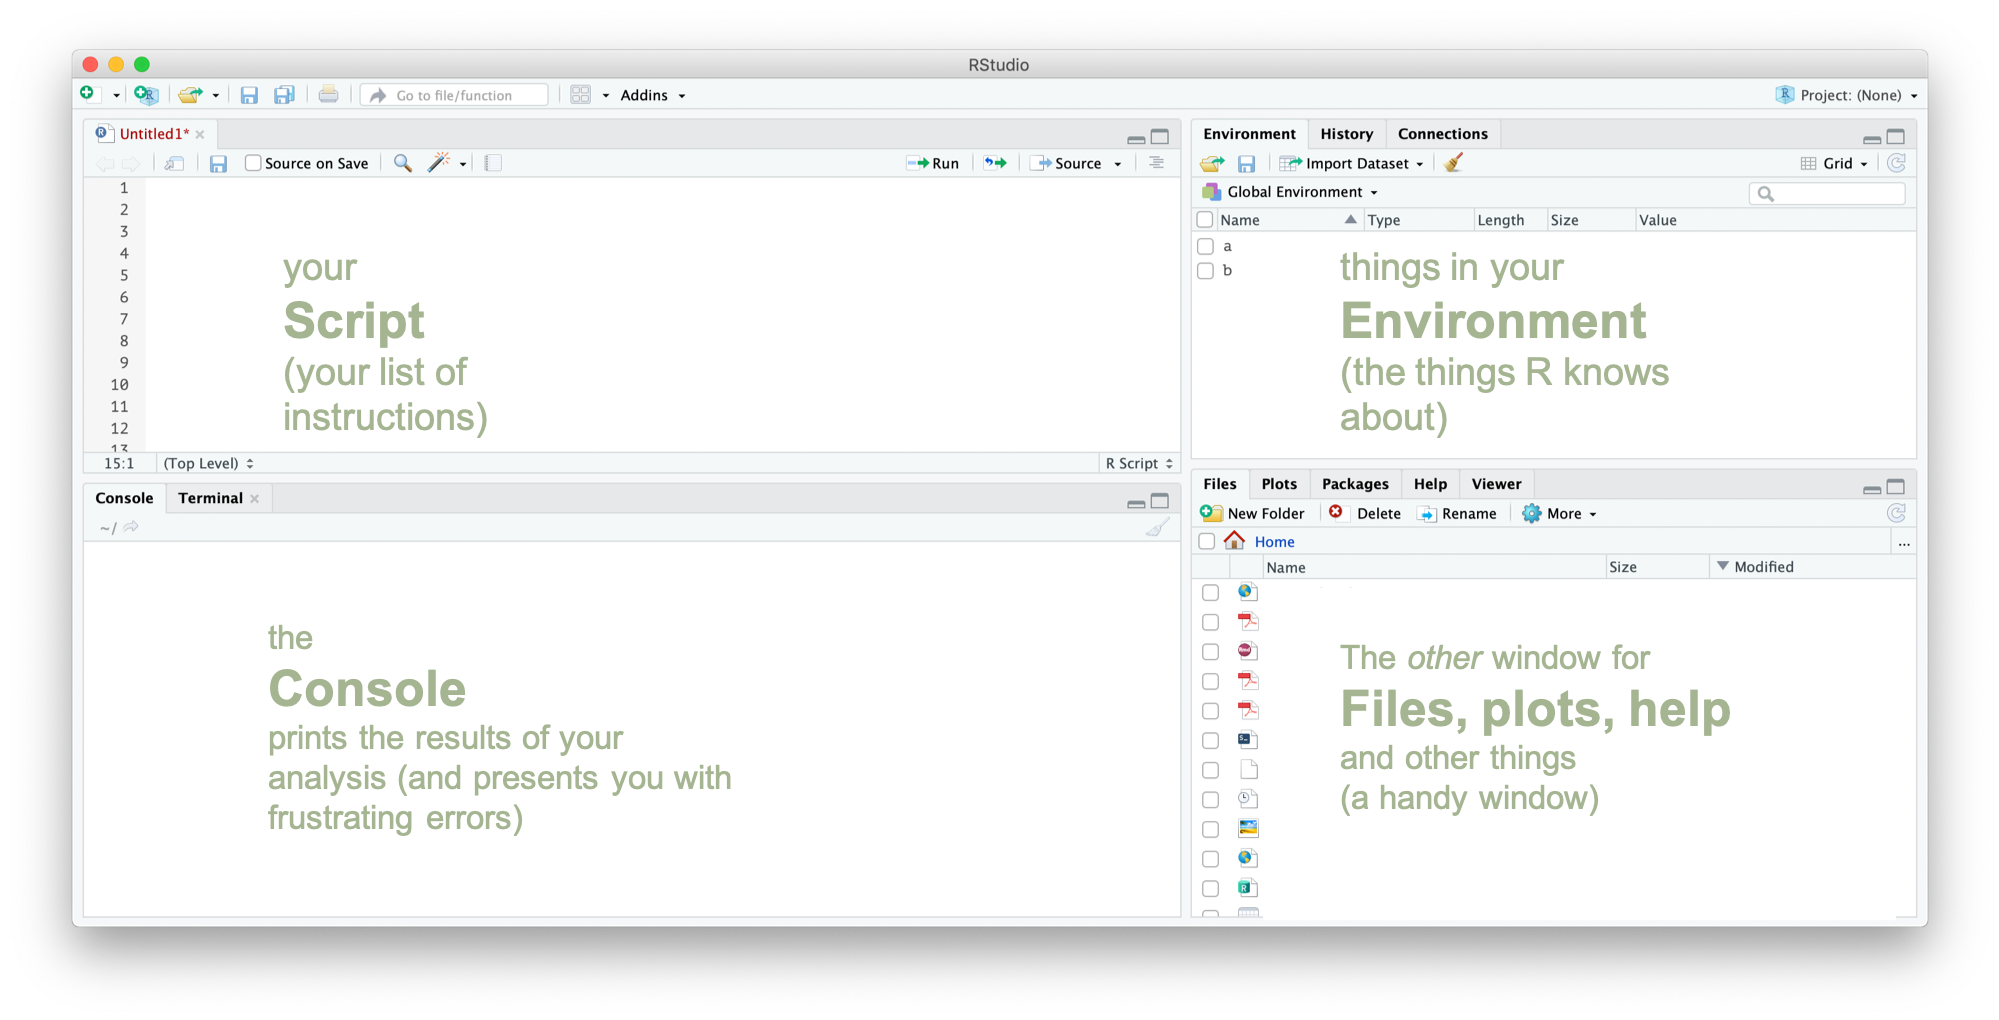 RStudio
Go to file/function
Addins
Project: (None)
Untitled1*
Source on Save
Run
Source
1
2
3
4
5
6
7
8
9
10
11
12
13
your
Script
(your list of
instructions)
15:1
(Top Level)
R Script
Environment
History
Connections
Import Dataset
Grid
Global Environment
Name
Type
Length
Size
Value
a
b
things in your
Environment
(the things R knows
about)
Console
Terminal
~/
the
Console
prints the results of your
analysis (and presents you with
frustrating errors)
Files
Plots
Packages
Help
Viewer
New Folder
Delete
Rename
More
Home
...
Name
Size
Modified
The other window for
Files, plots, help
and other things
(a handy window)